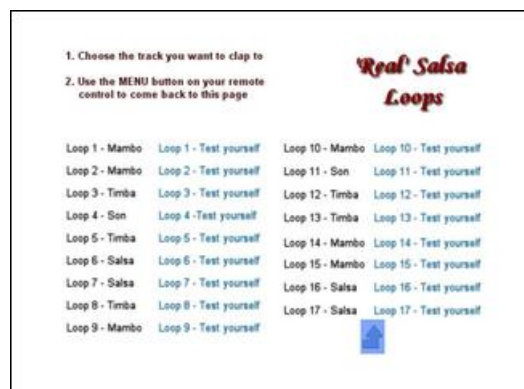 1. Choose the track you want to clap to
2. Use the MENU button on your remote
control to come back to this page
'Real' Salsa
Loops
Loop 1 - Mambo Loop 1 - Test yourself
Loop 2 - Mambo Loop 2 - Test yourself
Loop 3 - Timba Loop 3 - Test yourself
Loop 4 - Son Loop 4 -Test yourself
Loop 5 - Timba Loop 5 - Test yourself
Loop 6 - Salsa Loop 6 - Test yourself
Loop 7 - Salsa Loop 7 - Test yourself
Loop 8 - Timba Loop 8 - Test yourself
Loop 9 - Mambo Loop 9 - Test yourself
Loop 10 - Mambo Loop 10 - Test yourself
Loop 11 - Son Loop 11 - Test yourself
Loop 12 - Timba Loop 12 - Test yourself
Loop 13 - Timba Loop 13 - Test yourself
Loop 14 - Mambo Loop 14 - Test yourself
Loop 15 - Mambo Loop 15 - Test yourself
Loop 16 - Salsa Loop 16 - Test yourself
Loop 17 - Salsa Loop 17 - Test yourself